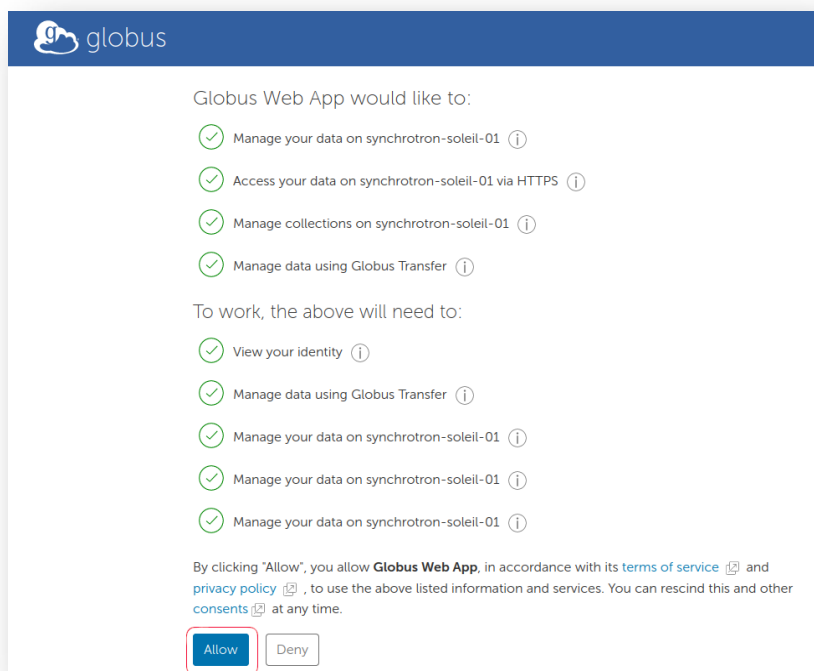 globus
Globus Web App would like to:
Manage your data on synchrotron-soleil-01
Access your data on synchrotron-soleil-01 via HTTPS
Manage collections on synchrotron-soleil-01
Manage data using Globus Transfer
To work, the above will need to:
View your identity
Manage data using Globus Transfer
Manage your data on synchrotron-soleil-01
Manage your data on synchrotron-soleil-01
Manage your data on synchrotron-soleil-01
By clicking "Allow", you allow Globus Web App, in accordance with its terms of service and
privacy policy , to use the above listed information and services. You can rescind this and other
consents at any time.
Allow Deny